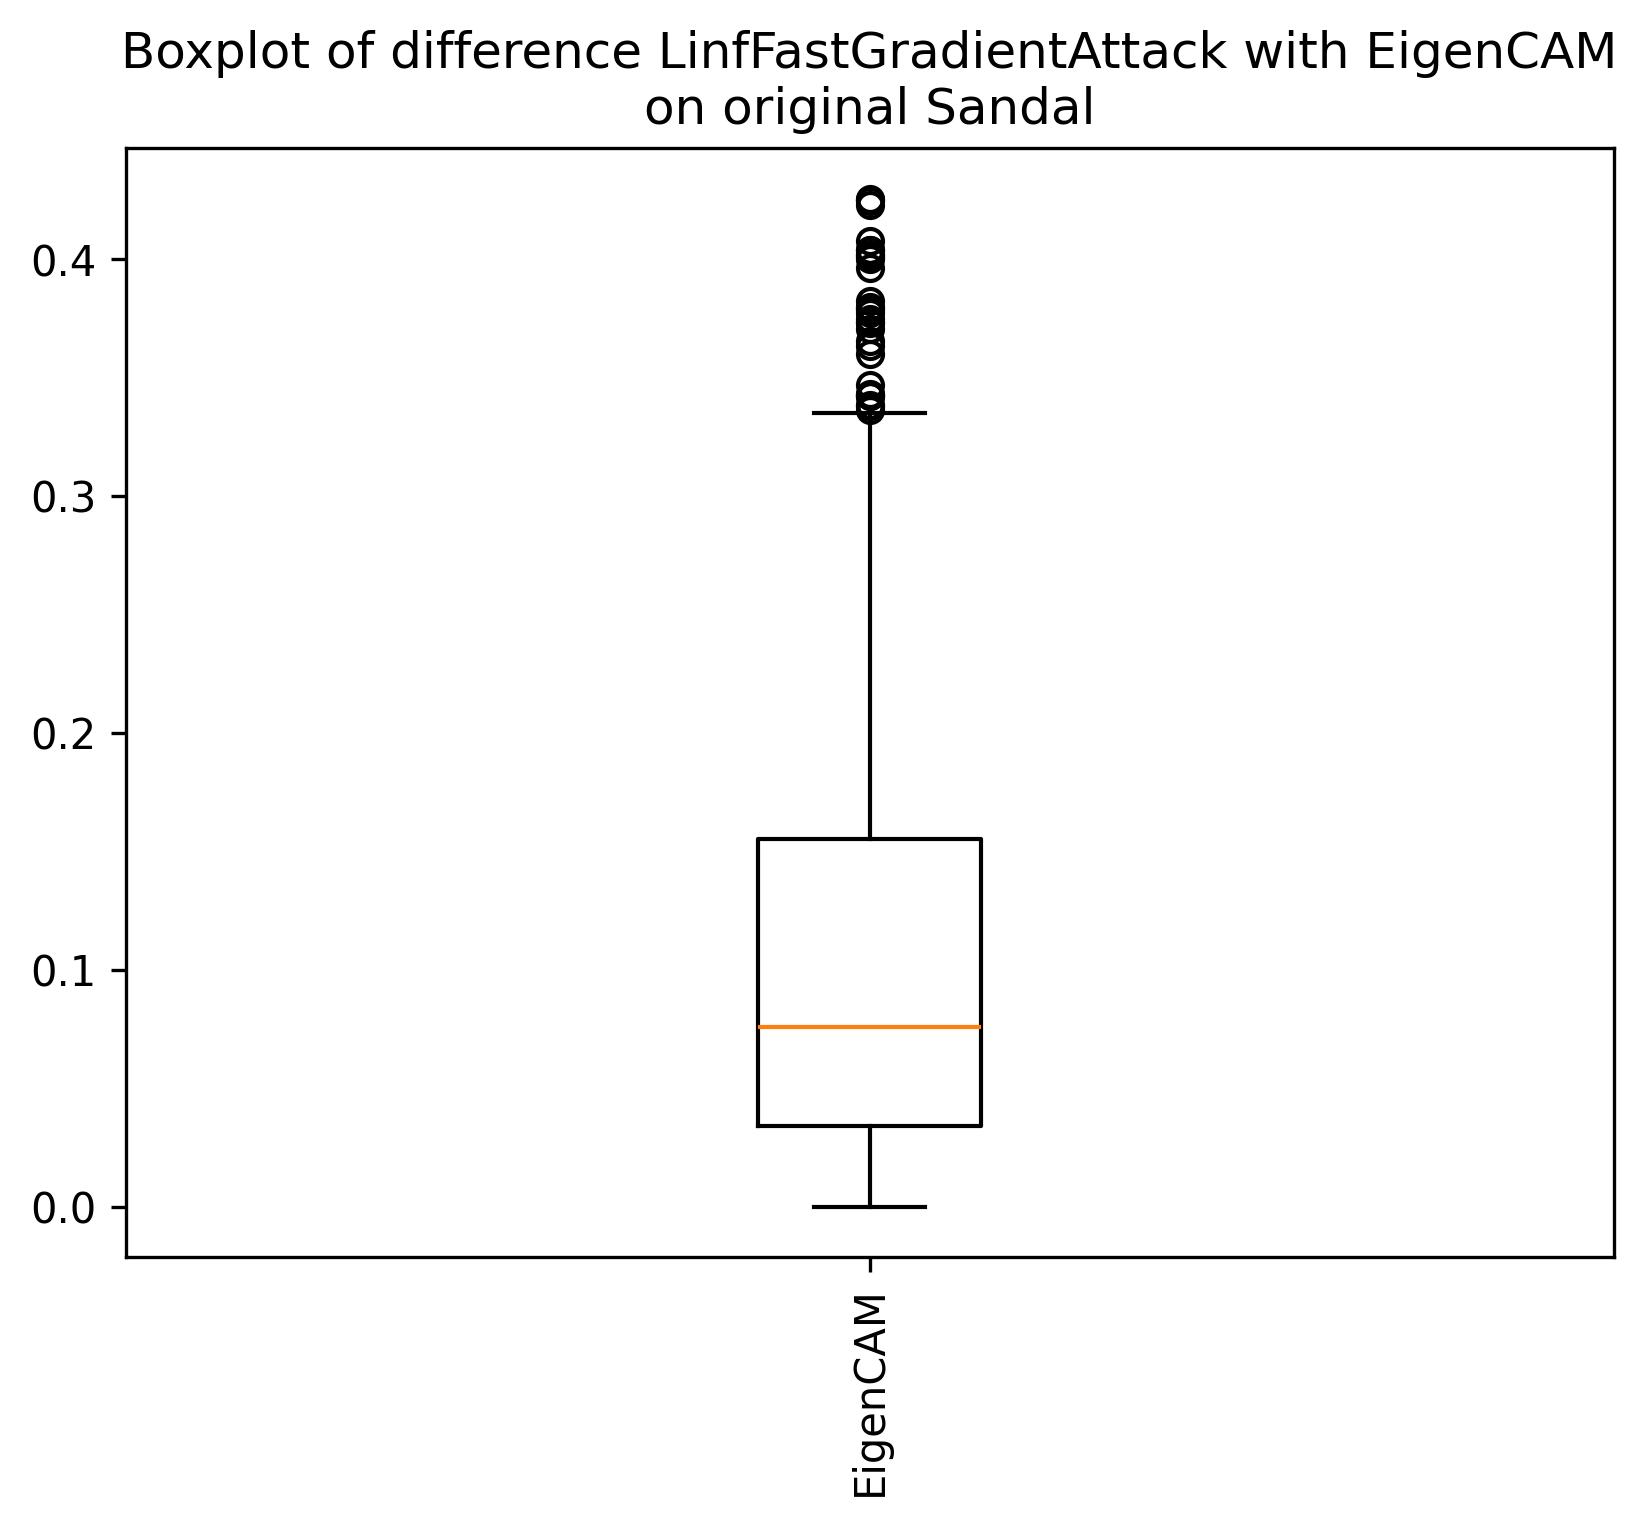 Boxplot of difference LinfFastGradientAttack with EigenCAM
on original Sandal
0.4
0.3
0.2
0.1
0.0
EigenCAM